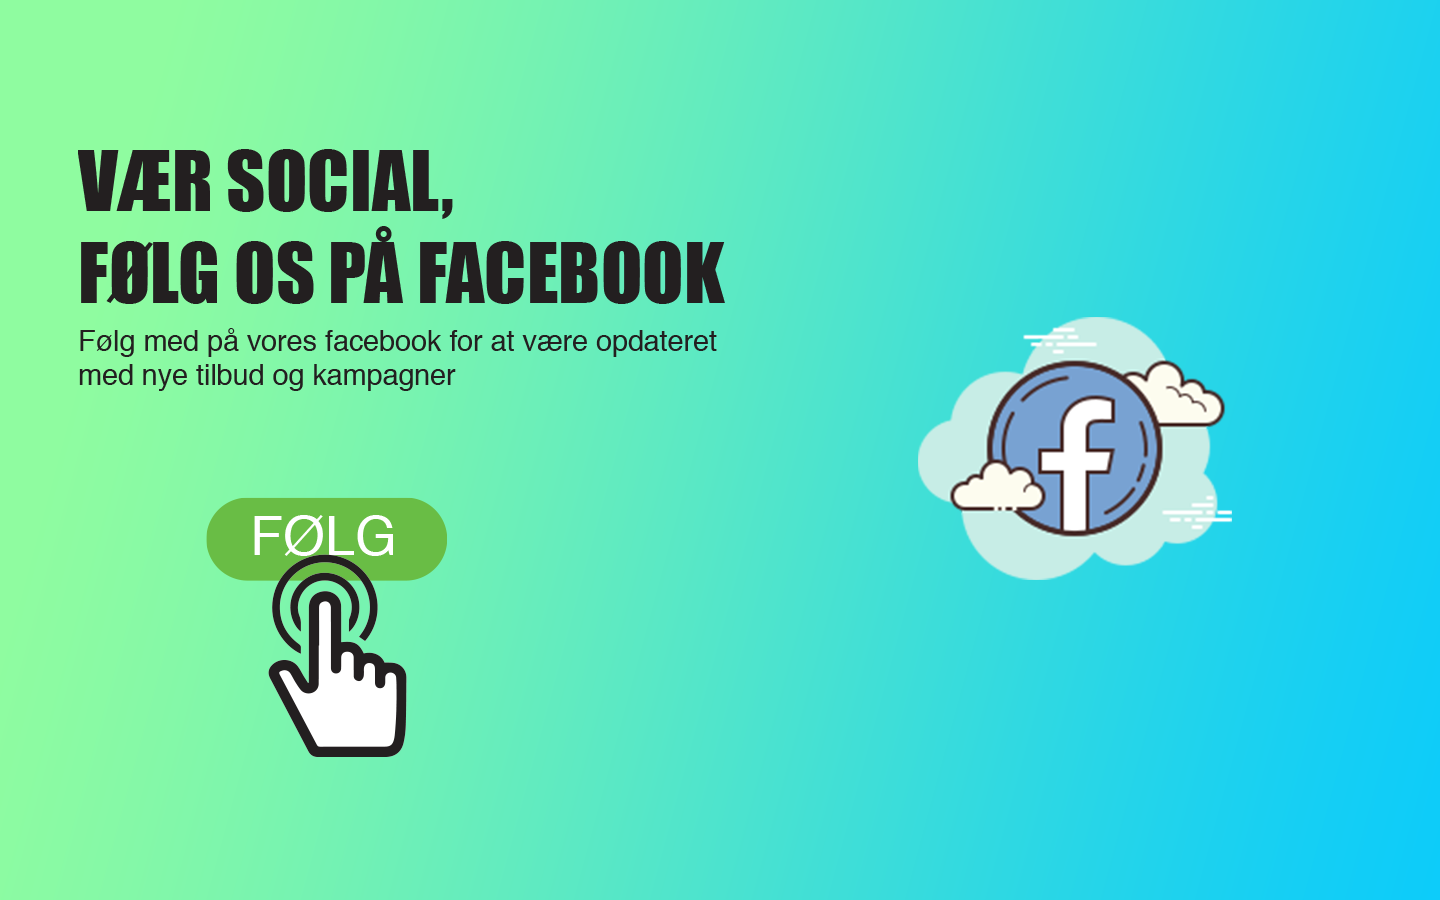 VÆR SOCIAL,
FØLG OS PÅ FACEBOOK
Følg med på vores facebook for at være opdateret
med nye tilbud og kampagner
FØLG
f